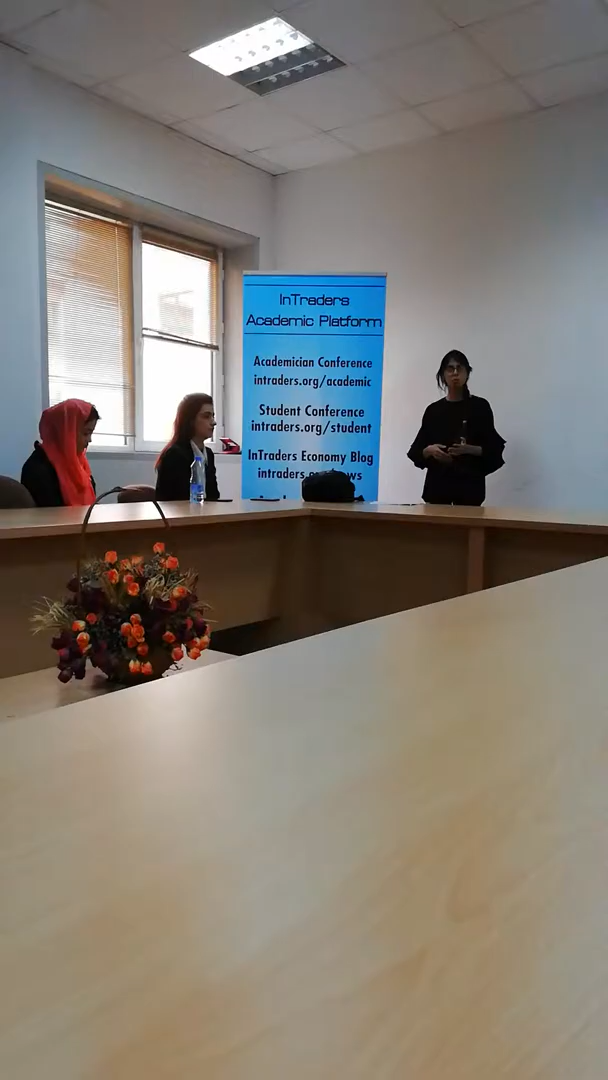 InTraders
Academic Platform
Academician Conference
intraders.org/academic
Student Conference
intraders.org/student
InTraders Economy Blog